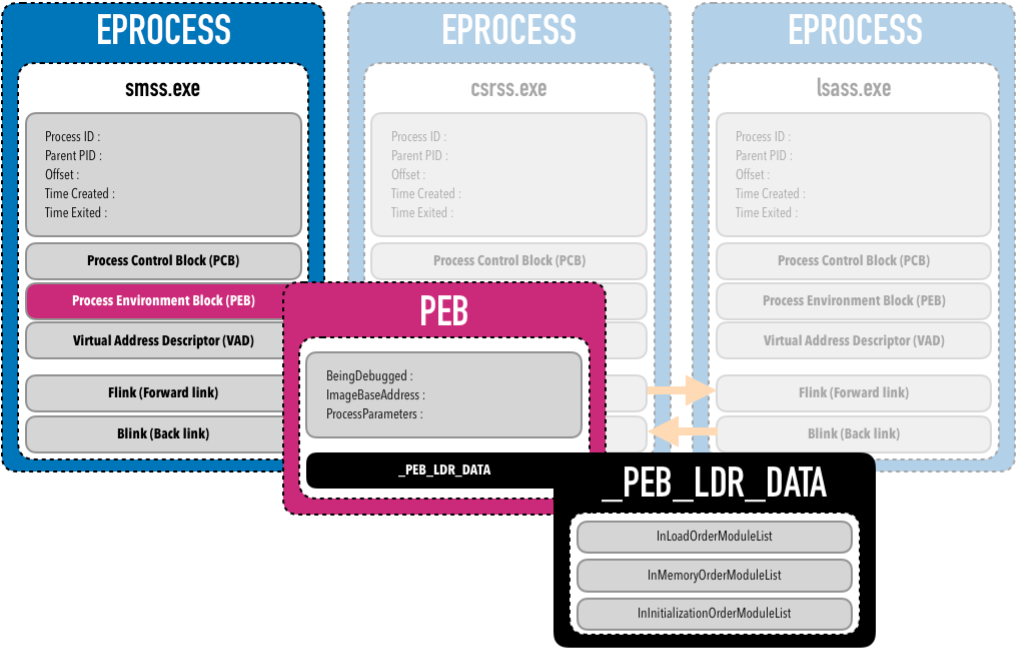 EPROCESS
smss.exe
Process ID :
Parent PID :
Offset :
Time Created :
Time Exited :
Process Control Block (PCB)
Process Environment Block (PEB)
Virtual Address Descriptor (VAD)
Flink (Forward link)
Blink (Back link)
EPROCESS
csrss.exe
Process ID :
Parent PID :
Offset :
Time Created :
Time Exited :
Process Control Block (PCB)
EPROCESS
lsass.exe
Process ID :
Parent PID :
Offset :
Time Created :
Time Exited :
Process Control Block (PCB)
Process Environment Block (PEB)
Virtual Address Descriptor (VAD)
Flink (Forward link)
Blink (Back link)
PEB
BeingDebugged :
ImageBaseAddress :
ProcessParameters :
_PEB_LDR_DATA
_PEB_LDR_DATA
InLoadOrderModuleList
InMemoryOrderModuleList
InInitializationOrderModuleList